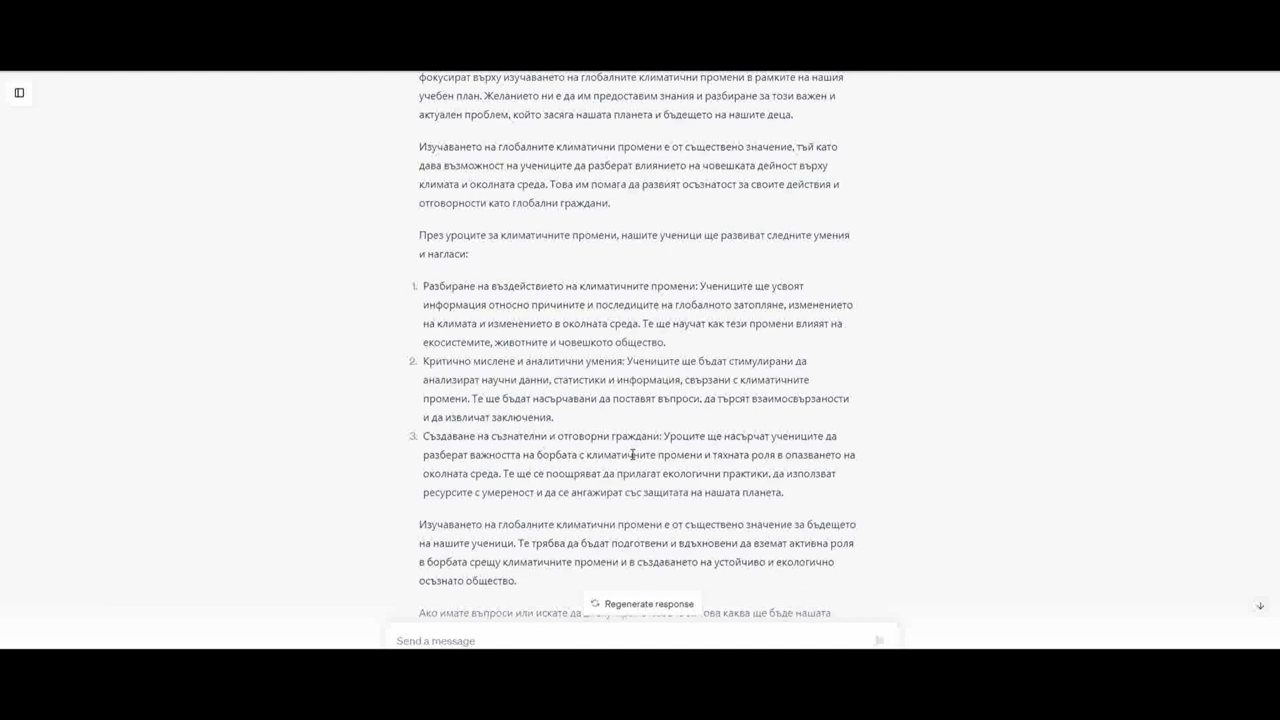 фокусират върху изучаването на глобалните климатични промени в рамките на нашия
учебен план. Желанието ни е да им предоставим знания и разбиране за този важен и
актуален проблем, който засяга нашата планета и бъдещето на нашите деца.
Изучаването на глобалните климатични промени е от съществено значение, тъй като
дава възможност на учениците да разберат влиянието на човешката дейност върху
климата и околната среда. Това им помага да развият осъзнатост за своите действия и
отговорности като глобални граждани.
През уроците за климатичните промени, нашите ученици ще развиват следните умения
и нагласи:
1. Разбиране на въздействието на климатичните промени: Учениците ще усвоят
информация относно причините и последиците на глобалното затопляне, изменението
на климата и изменението в околната среда. Те ще научат как тези промени влияят на
екосистемите, животните и човешкото общество.
2. Критично мислене и аналитични умения: Учениците ще бъдат стимулирани да
анализират научни данни, статистики и информация, свързани с климатичните
промени. Те ще бъдат насърчавани да поставят въпроси, да търсят взаимосвързаности
и да извличат заключения.
3. Създаване на съзнателни и отговорни граждани: Уроците ще насърчат учениците да
разберат важността на борбата с климатичните промени и тяхната роля в опазването на
околната среда. Те ще се поощряват да прилагат екологични практики, да използват
ресурсите с умереност и да се ангажират със защитата на нашата планета.
Изучаването на глобалните климатични промени е от съществено значение за бъдещето
на нашите ученици. Те трябва да бъдат подготвени и вдъхновени да вземат активна роля
в борбата срещу климатичните промени и в създаването на устойчиво и екологично
осъзнато общество.
Regenerate response
Ако имате въпроси или искате да каква ще бъде нашата
Send a message